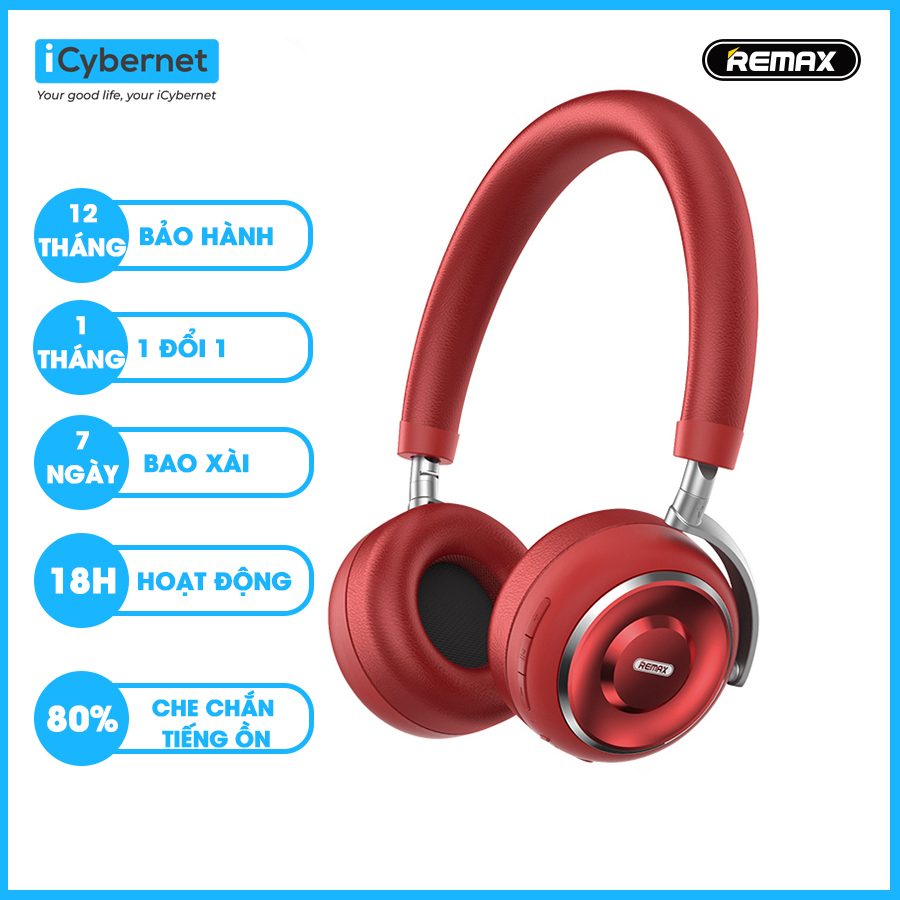 iCybernet
Your good life, your iCybernet
REMAX
12
THÁNG
BẢO HÀNH
1
THÁNG
1 ĐỔI 1
7
NGÀY
BAO XÀI
18H
HOẠT ĐỘNG
80%
CHE CHẮN
TIẾNG ỒN
REMAX